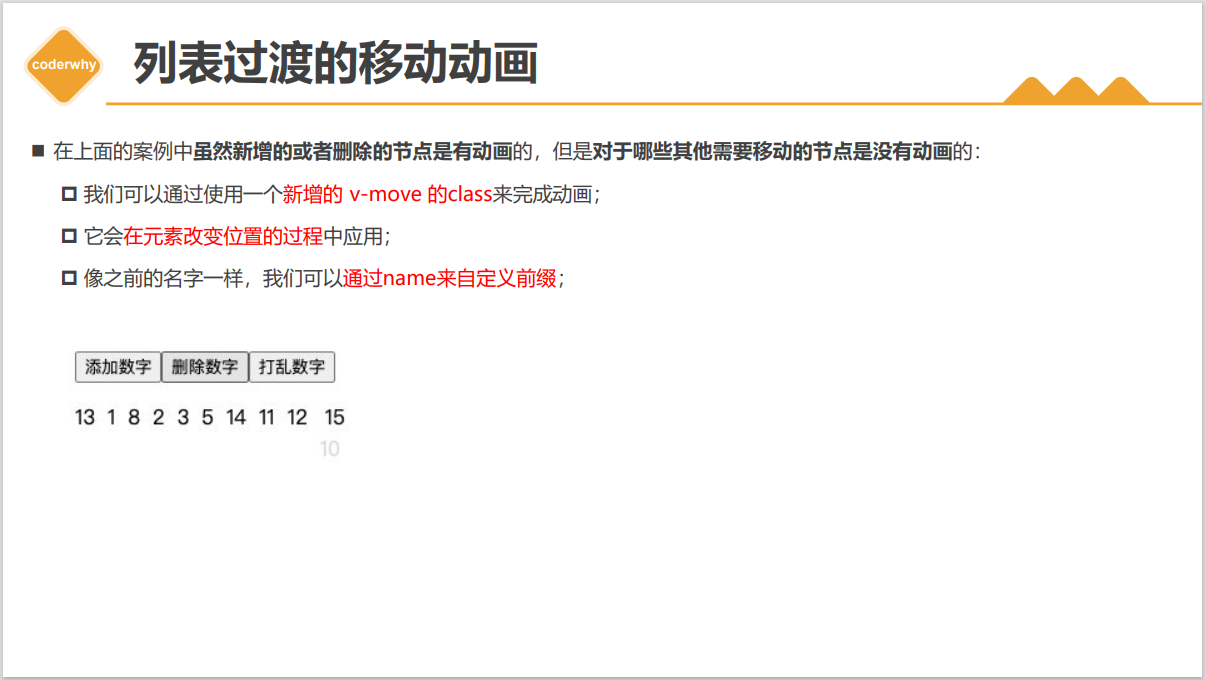 coderwhy
列表过渡的移动动画
在上面的案例中虽然新增的或者删除的节点是有动画的，但是对于哪些其他需要移动的节点是没有动画的：
我们可以通过使用一个新增的 v-move 的class来完成动画；
它会在元素改变位置的过程中应用；
像之前的名字一样，我们可以通过name来自定义前缀；
添加数字 删除数字 打乱数字
13 1 8 2 3 5 14 11 12 15
10